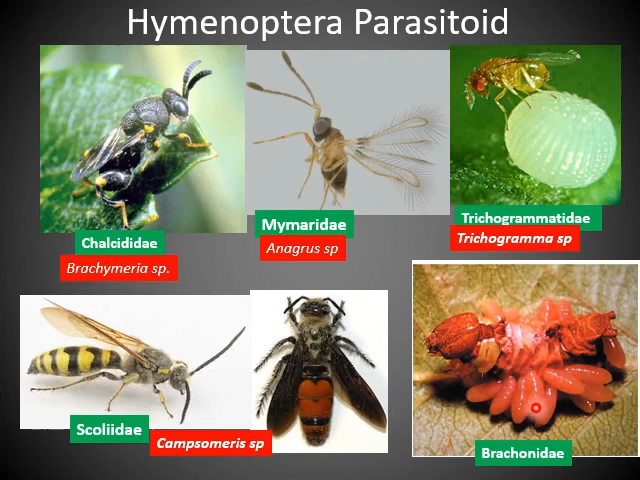 Hymenoptera Parasitoid
Chalcididae
Brachymeria sp.
Mymaridae
Anagrus sp
Trichogrammatidae
Trichogramma sp
Scoliidae
Campsomeris sp
Brachonidae